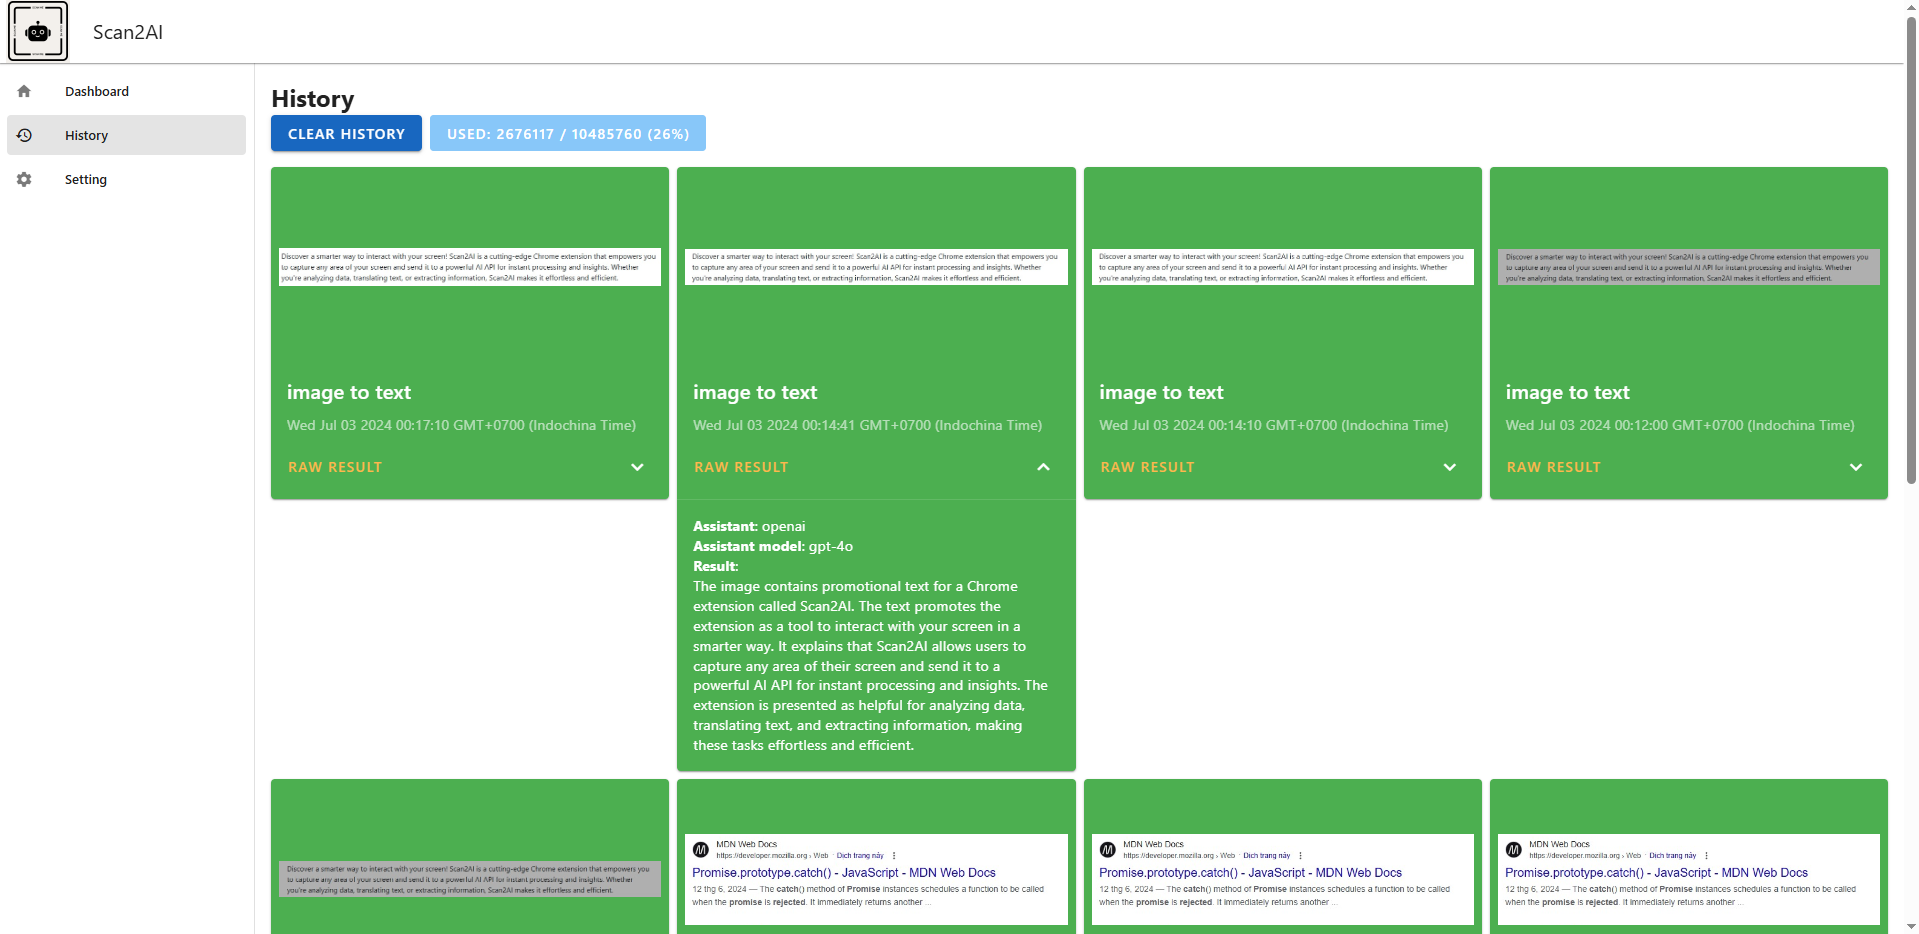 Scan2AI
Dashboard
History
Setting
History
CLEAR HISTORY
USED: 2676117 / 10485760 (26%)
Discover a smarter way to interact with your screen! Scan2AI is a cutting-edge Chrome extension that empowers you
to capture any area of your screen and send it to a powerful AI API for instant processing and insights. Whether
you're analyzing data, translating text, or extracting information, Scan2AI makes it effortless and efficient.
image to text
Wed Jul 03 2024 00:17:10 GMT+0700 (Indochina Time)
RAW RESULT
Discover a smarter way to interact with your screen! Scan2AI is a cutting-edge Chrome extension that empowers you
to capture any area of your screen and send it to a powerful AI API for instant processing and insights. Whether
you're analyzing data, translating text, or extracting information, Scan2AI makes it effortless and efficient.
image to text
Wed Jul 03 2024 00:14:41 GMT+0700 (Indochina Time)
RAW RESULT
Assistant: openai
Assistant model: gpt-4o
Result:
The image contains promotional text for a Chrome
extension called Scan2AI. The text promotes the
extension as a tool to interact with your screen in a
smarter way. It explains that Scan2AI allows users to
capture any area of their screen and send it to a
powerful AI API for instant processing and insights. The
extension is presented as helpful for analyzing data,
translating text, and extracting information, making
these tasks effortless and efficient.
Discover a smarter way to interact with your screen! Scan2AI is a cutting-edge Chrome extension that empowers you
to capture any area of your screen and send it to a powerful AI API for instant processing and insights. Whether
you're analyzing data, translating text, or extracting information, Scan2AI makes it effortless and efficient.
image to text
Wed Jul 03 2024 00:14:10 GMT+0700 (Indochina Time)
RAW RESULT
Discover a smarter way to interact with your screen! Scan2AI is a cutting-edge Chrome extension that empowers you
to capture any area of your screen and send it to a powerful AI API for instant processing and insights. Whether
you're analyzing data, translating text, or extracting information, Scan2AI makes it effortless and efficient.
image to text
Wed Jul 03 2024 00:12:00 GMT+0700 (Indochina Time)
RAW RESULT
Discover a smarter way to interact with your screen! Scan2AI is a cutting-edge Chrome extension that empowers you
to capture any area of your screen and send it to a powerful AI API for instant processing and insights. Whether
you're analyzing data, translating text, or extracting information, Scan2AI makes it effortless and efficient.
MDN Web Docs
https://developer.mozilla.org › Web · Dịch trang này
Promise.prototype.catch() - JavaScript - MDN Web Docs
12 thg 6, 2024 — The catch() method of Promise instances schedules a function to be called
when the promise is rejected. It immediately returns another ...
MDN Web Docs
https://developer.mozilla.org › Web · Dịch trang này
Promise.prototype.catch() - JavaScript - MDN Web Docs
12 thg 6, 2024 — The catch() method of Promise instances schedules a function to be called
when the promise is rejected. It immediately returns another ...
MDN Web Docs
https://developer.mozilla.org › Web · Dịch trang này
Promise.prototype.catch() - JavaScript - MDN Web Docs
12 thg 6, 2024 — The catch() method of Promise instances schedules a function to be called
when the promise is rejected. It immediately returns another ...